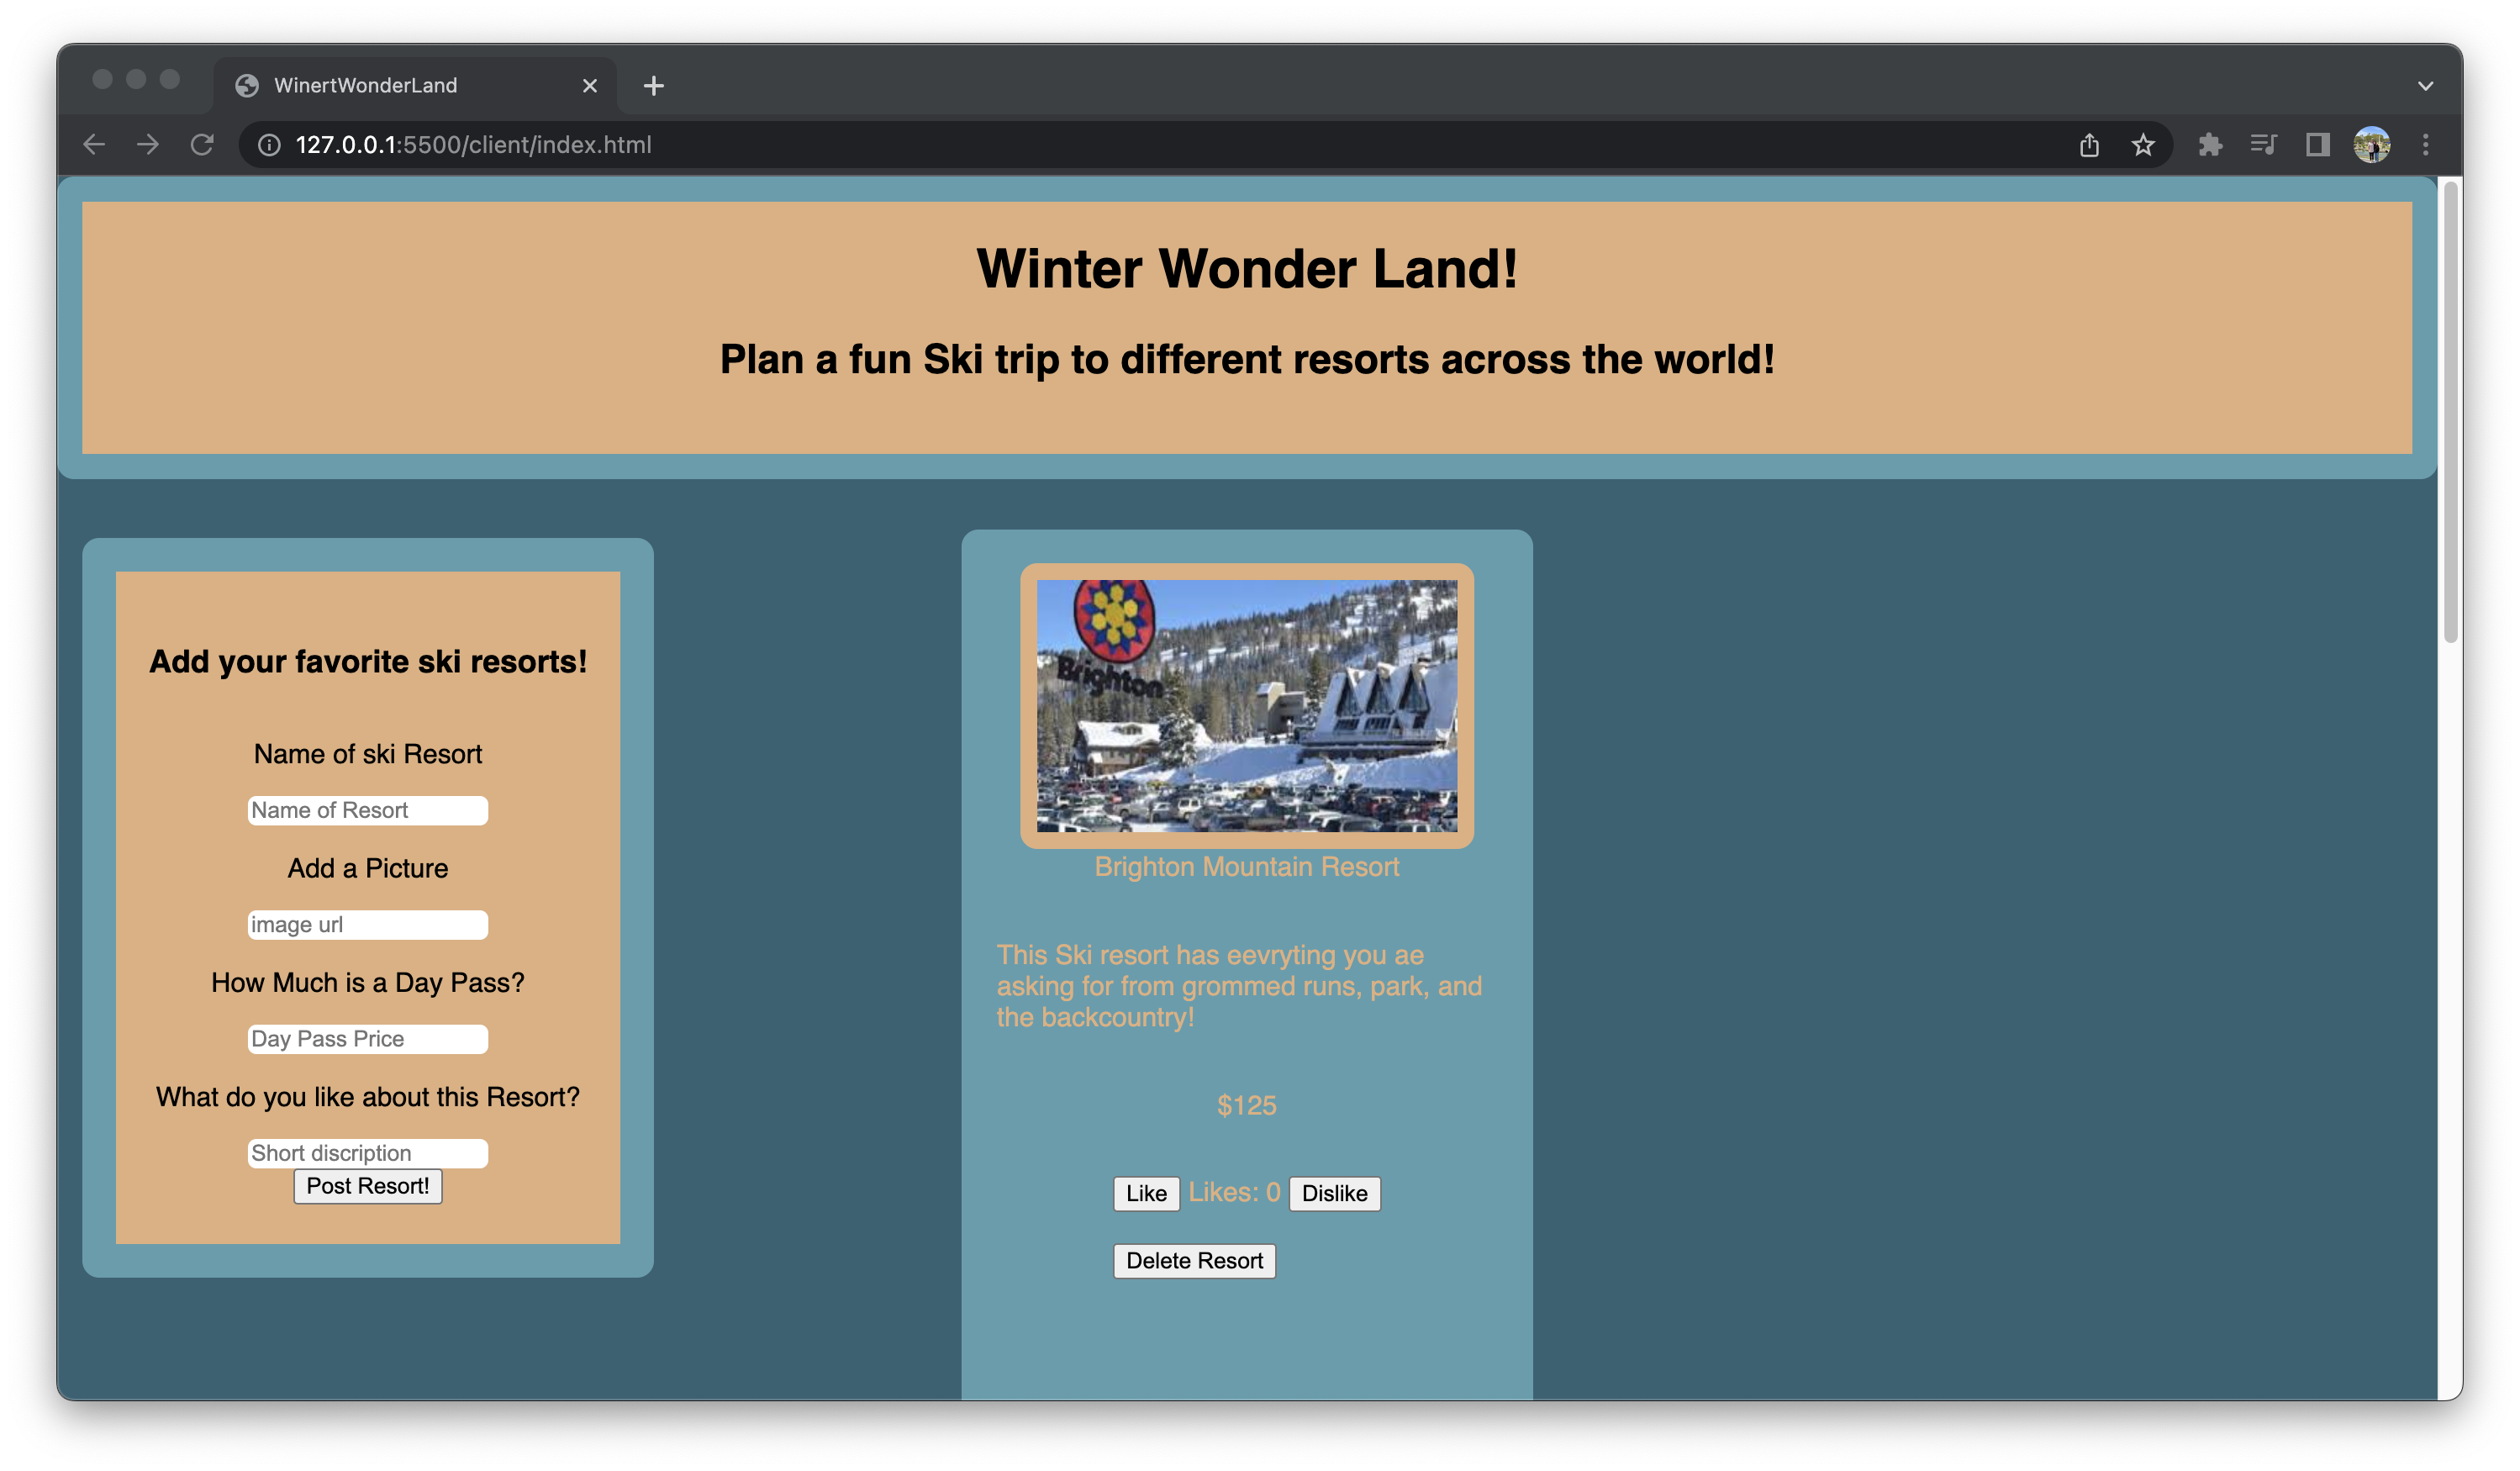 WinertWonderLand
127.0.0.1:5500/client/index.html
Winter Wonder Land!
Plan a fun Ski trip to different resorts across the world!
Add your favorite ski resorts!
Name of ski Resort
Name of Resort
Add a Picture
image url
How Much is a Day Pass?
Day Pass Price
What do you like about this Resort?
Short discription
Post Resort!
Brighton
Brighton Mountain Resort
This Ski resort has eevryting you ae
asking for from grommed runs, park, and
the backcountry!
$125
Like Likes: 0 Dislike
Delete Resort